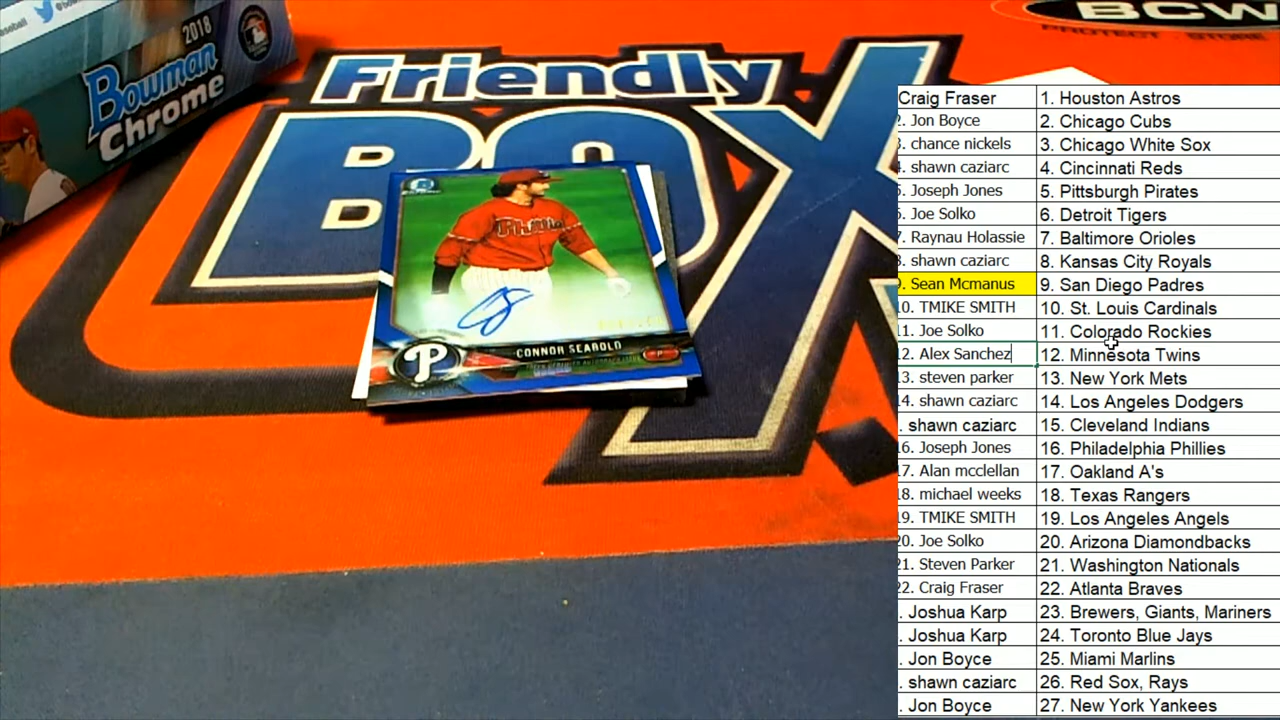 2018
Bowman
Chrome
Friendly
BOX
BCW
PROTECT · STORE
Phillies
CONNOR SEABOLD
P
Craig Fraser 1. Houston Astros
2. Jon Boyce 2. Chicago Cubs
3. chance nickels 3. Chicago White Sox
4. shawn caziarc 4. Cincinnati Reds
5. Joseph Jones 5. Pittsburgh Pirates
6. Joe Solko 6. Detroit Tigers
7. Raynau Holassie 7. Baltimore Orioles
8. shawn caziarc 8. Kansas City Royals
9. Sean Mcmanus 9. San Diego Padres
10. TMIKE SMITH 10. St. Louis Cardinals
11. Joe Solko 11. Colorado Rockies
12. Alex Sanchez 12. Minnesota Twins
13. steven parker 13. New York Mets
14. shawn caziarc 14. Los Angeles Dodgers
. shawn caziarc 15. Cleveland Indians
16. Joseph Jones 16. Philadelphia Phillies
17. Alan mcclellan 17. Oakland A's
18. michael weeks 18. Texas Rangers
19. TMIKE SMITH 19. Los Angeles Angels
20. Joe Solko 20. Arizona Diamondbacks
21. Steven Parker 21. Washington Nationals
22. Craig Fraser 22. Atlanta Braves
. Joshua Karp 23. Brewers, Giants, Mariners
. Joshua Karp 24. Toronto Blue Jays
. Jon Boyce 25. Miami Marlins
. shawn caziarc 26. Red Sox, Rays
. Jon Boyce 27. New York Yankees